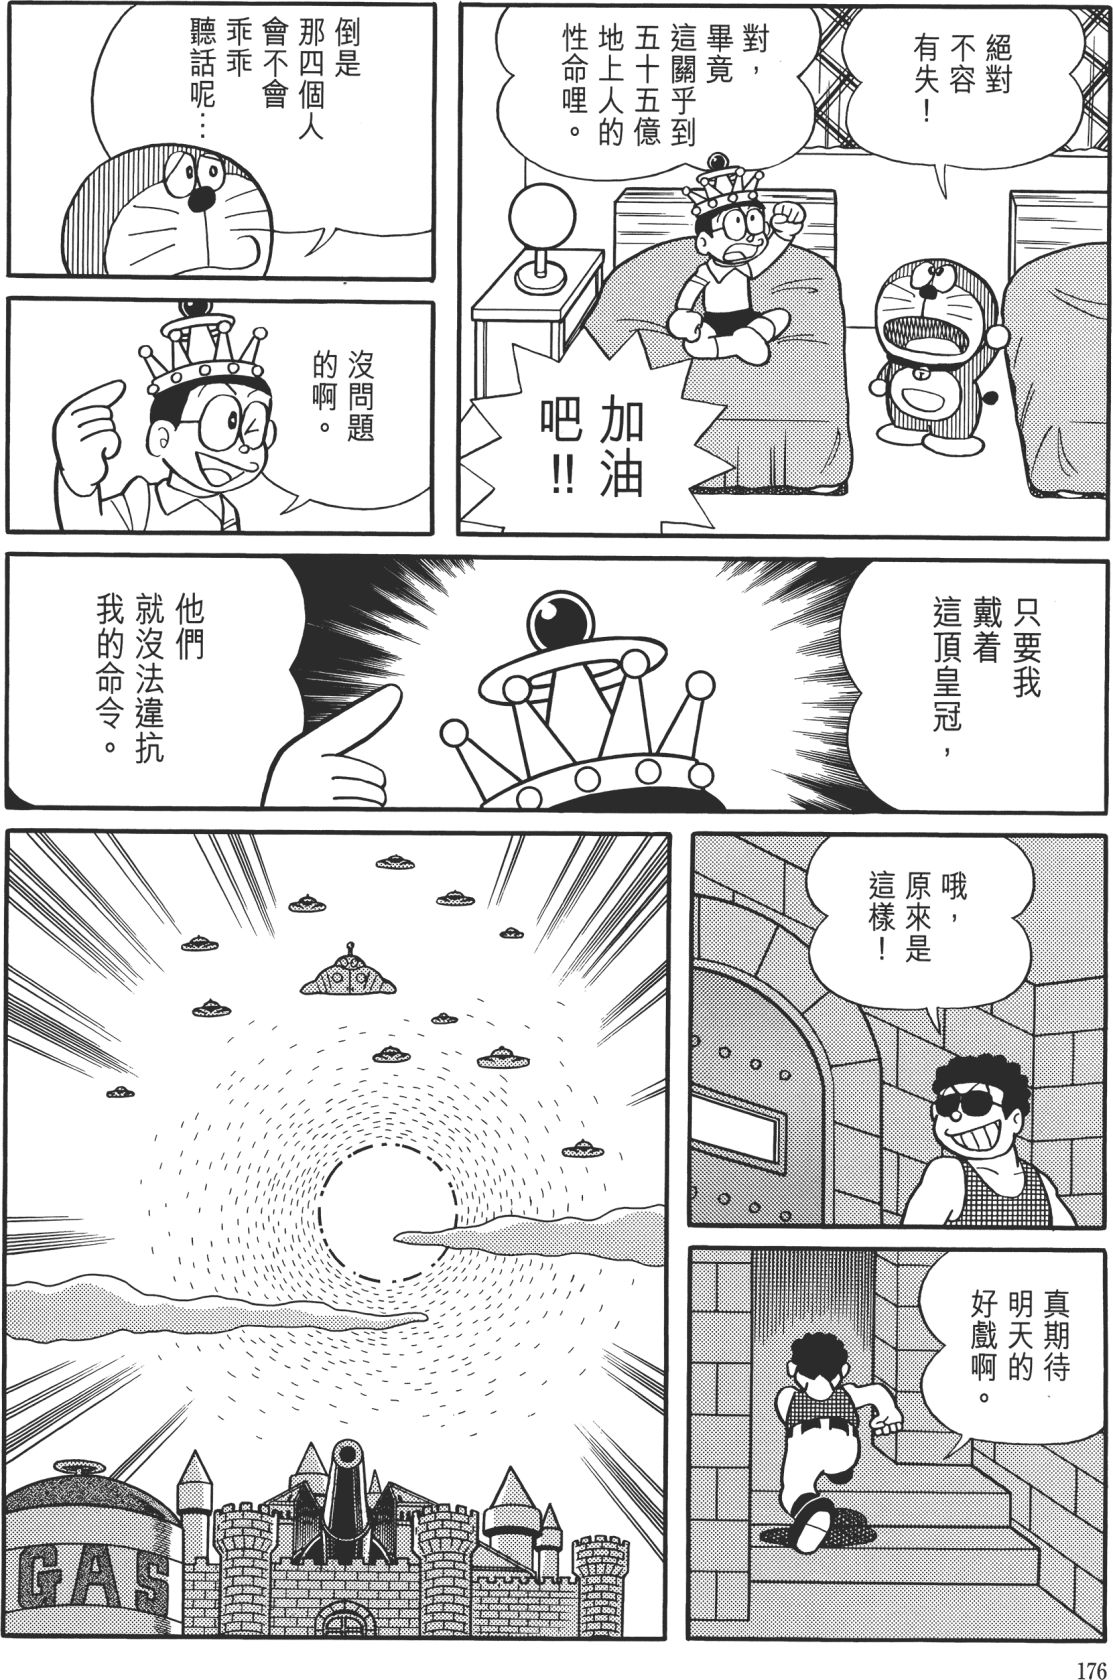 絕對
不容
有失！
對，
畢竟
這關乎到
五十五億
地上人的
性命哩。
加油
吧!!
倒是
那四個人
會不會
乖乖
聽話呢…
沒問題
的啊。
只要我
戴着
這頂皇冠，
他們
就沒法違抗
我的命令。
哦，
原來是
這樣！
真期待
明天的
好戲啊。
GAS
176